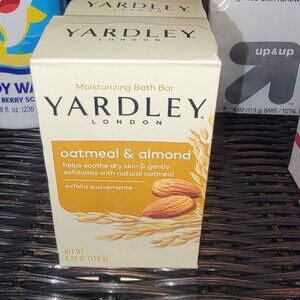 YARDLEY
LONDON
Moisturizing Bath Bar
YARDLEY
LONDON
oatmeal & almond
helps soothe dry skin & gently
exfoliates with natural oatmeal
exfolia suavemente
NET WT
4.25 OZ (120 g)
BERRY
up&up